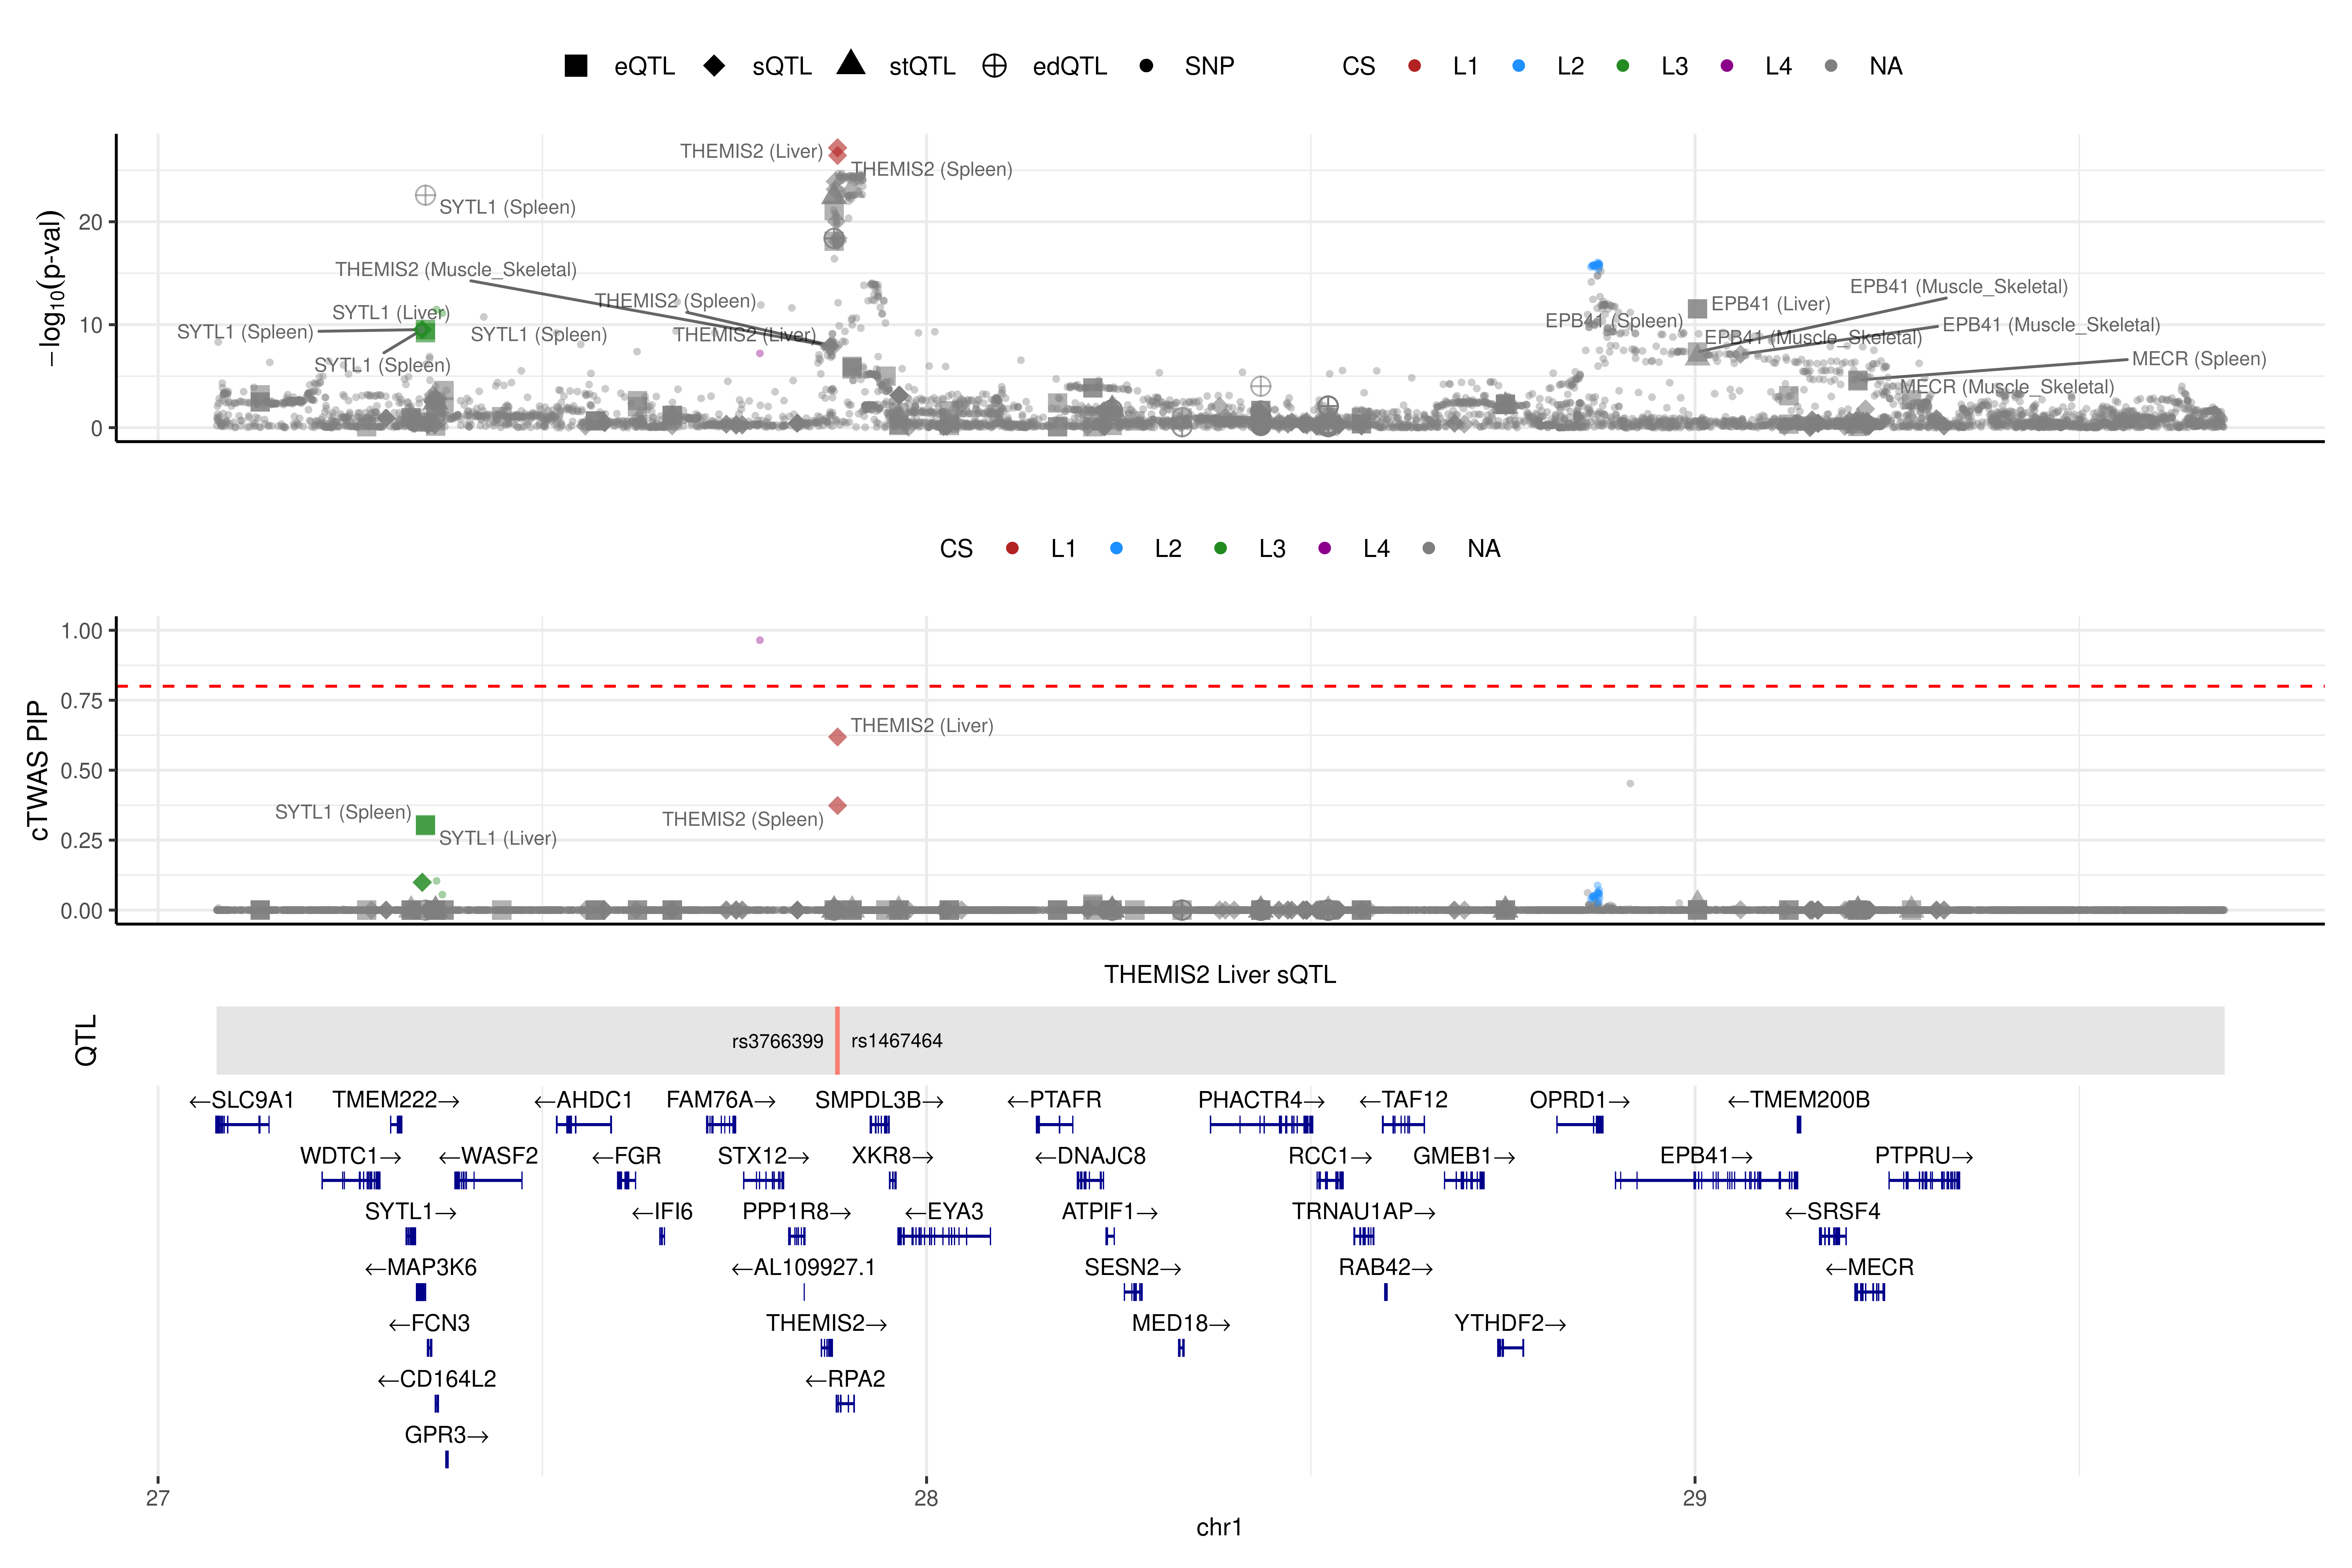 eQTL sQTL stQTL edQTL SNP CS L1 L2 L3 L4 NA
−log10(p-val)
20
10
0
THEMIS2 (Liver)
THEMIS2 (Spleen)
SYTL1 (Spleen)
THEMIS2 (Muscle_Skeletal)
THEMIS2 (Spleen)
SYTL1 (Liver)
SYTL1 (Spleen)
SYTL1 (Spleen)
THEMIS2 (Liver)
SYTL1 (Spleen)
EPB41 (Muscle_Skeletal)
EPB41 (Liver)
EPB41 (Spleen)
EPB41 (Muscle_Skeletal)
EPB41 (Muscle_Skeletal)
MECR (Spleen)
MECR (Muscle_Skeletal)
CS L1 L2 L3 L4 NA
cTWAS PIP
1.00
0.75
0.50
0.25
0.00
THEMIS2 (Liver)
SYTL1 (Spleen)
THEMIS2 (Spleen)
SYTL1 (Liver)
THEMIS2 Liver sQTL
QTL
rs3766399 rs1467464
←SLC9A1 TMEM222→ ←AHDC1 FAM76A→ SMPDL3B→ ←PTAFR PHACTR4→ ←TAF12 OPRD1→ ←TMEM200B
WDTC1→ ←WASF2 ←FGR STX12→ XKR8→ ←DNAJC8 RCC1→ GMEB1→ EPB41→ PTPRU→
SYTL1→ ←IFI6 PPP1R8→ ←EYA3 ATPIF1→ TRNAU1AP→ ←SRSF4
←MAP3K6 ←AL109927.1 SESN2→ RAB42→ ←MECR
←FCN3 THEMIS2→ MED18→ YTHDF2→
←CD164L2 ←RPA2
GPR3→
27 28 29
chr1